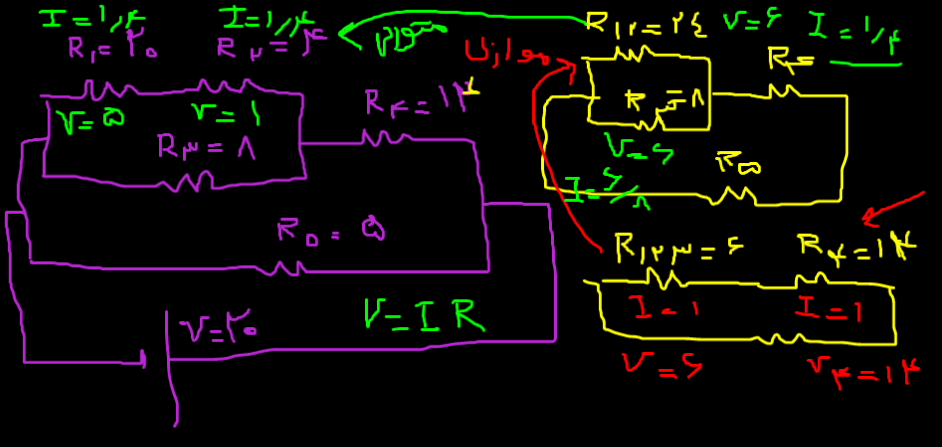 I = ۱/۴
I = ۱/۴
R۱ = ۲۰
R۲ = ۴
متوالی
V = ۵
V = ۱
R۳ = ۸
R۴ = ۱۴
R۵ = ۵
V = ۲۰
V = I R
R۱۲ = ۲۴
V = ۶
I = ۱/۴
موازی
R۴
R۳ = ۸
V = ۶
R۵
I = ۶/۸
R۱۲۳ = ۶
R۴ = ۱۴
I = ۱
I = ۱
V = ۶
V۴ = ۱۴